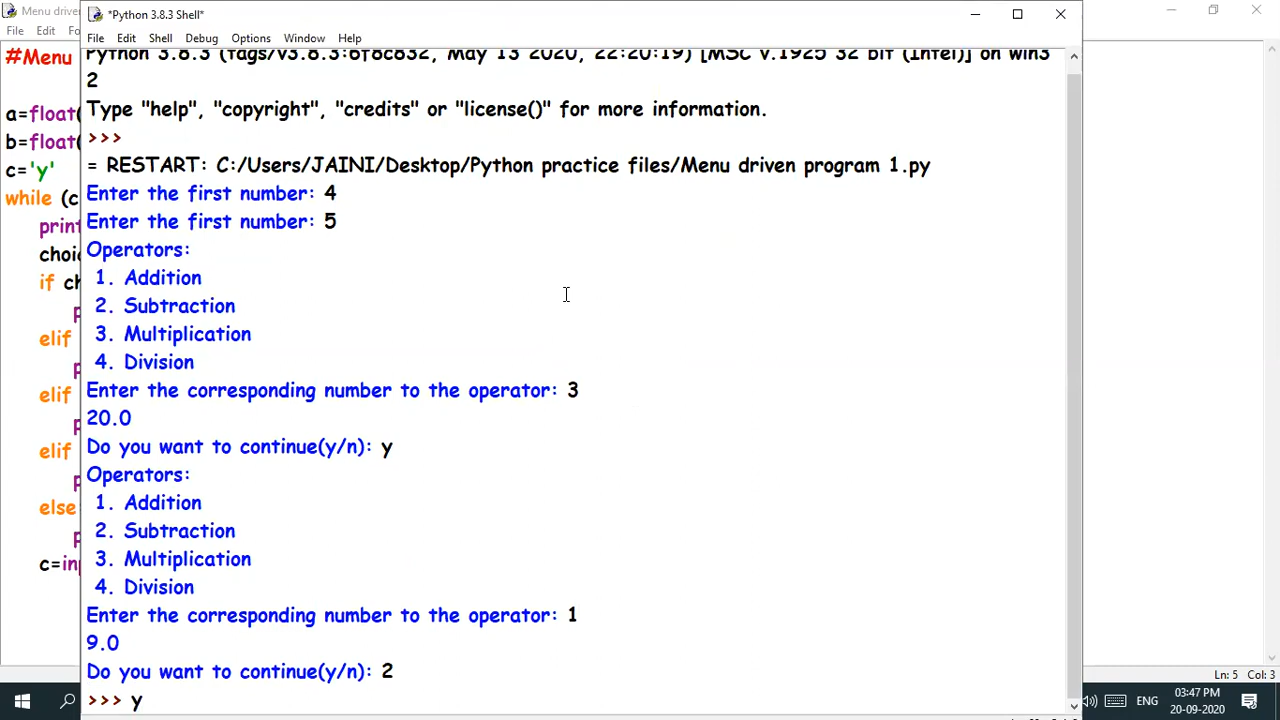 Menu driven
*Python 3.8.3 Shell*
File Edit Fo
File Edit Shell Debug Options Window Help
#Menu
Python 3.8.3 (tags/v3.8.3:6f8c832, May 13 2020, 22:20:19) [MSC v.1925 32 bit (Intel)] on win3
2
Type "help", "copyright", "credits" or "license()" for more information.
a=float(
>>>
b=float(
= RESTART: C:/Users/JAINI/Desktop/Python practice files/Menu driven program 1.py
c='y'
Enter the first number: 4
while (c
Enter the first number: 5
print
Operators:
choic
1. Addition
if ch
2. Subtraction
p
3. Multiplication
elif
4. Division
p
Enter the corresponding number to the operator: 3
elif
20.0
p
Do you want to continue(y/n): y
elif
Operators:
p
1. Addition
else
2. Subtraction
p
3. Multiplication
c=inp
4. Division
Enter the corresponding number to the operator: 1
9.0
Do you want to continue(y/n): 2
>>> y
Ln: 5 Col: 3
ENG
03:47 PM
20-09-2020